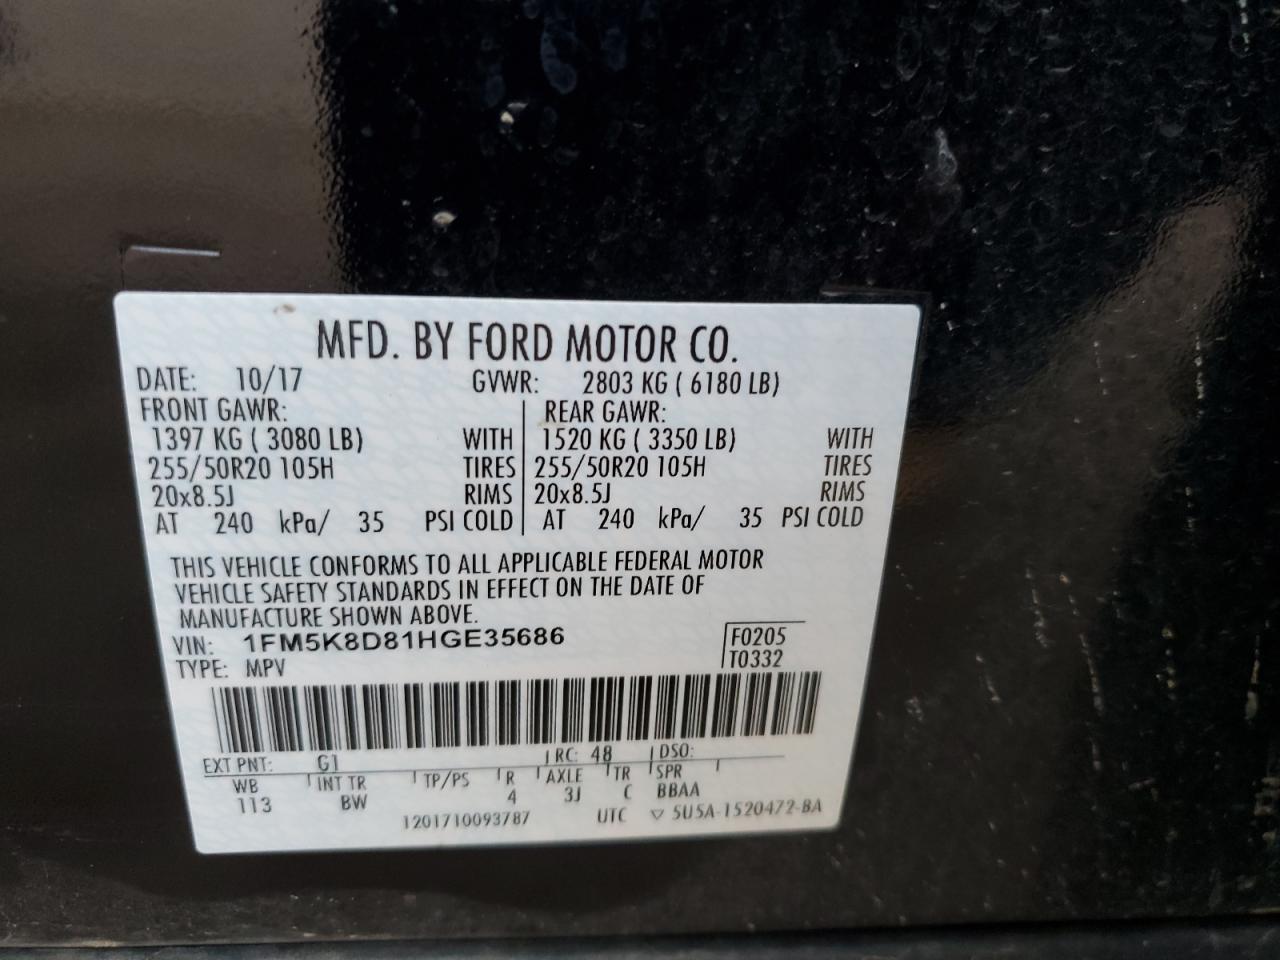 MFD. BY FORD MOTOR CO.
DATE: 10/17 GVWR: 2803 KG ( 6180 LB)
FRONT GAWR: REAR GAWR:
1397 KG ( 3080 LB) WITH 1520 KG ( 3350 LB) WITH
255/50R20 105H TIRES 255/50R20 105H TIRES
20x8.5J RIMS 20x8.5J RIMS
AT 240 kPa/ 35 PSI COLD AT 240 kPa/ 35 PSI COLD
THIS VEHICLE CONFORMS TO ALL APPLICABLE FEDERAL MOTOR
VEHICLE SAFETY STANDARDS IN EFFECT ON THE DATE OF
MANUFACTURE SHOWN ABOVE.
VIN: 1FM5K8D81HGE35686 F0205
TYPE: MPV T0332
EXT PNT: G1 RC: 48 DSO:
WB INT TR TP/PS R AXLE TR SPR
113 BW 4 3J C BBAA
1201710093787 UTC ▽ 5U5A-1520472-BA